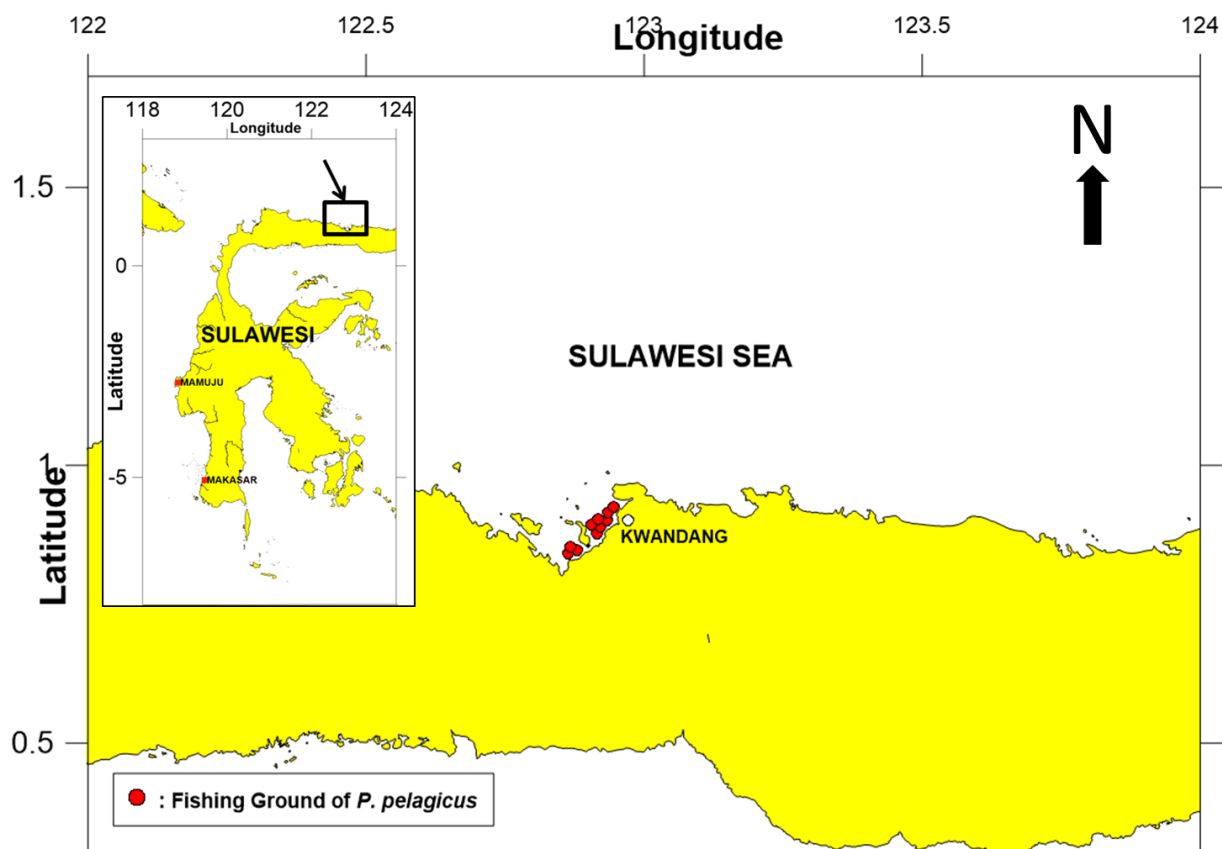 122 122.5 123 123.5 124
Longitude
118 120 122 124
Longitude
N
1.5
0
SULAWESI
SULAWESI SEA
Latitude
MAMUJU
1
-5
MAKASAR
Latitude
KWANDANG
0.5
: Fishing Ground of P. pelagicus